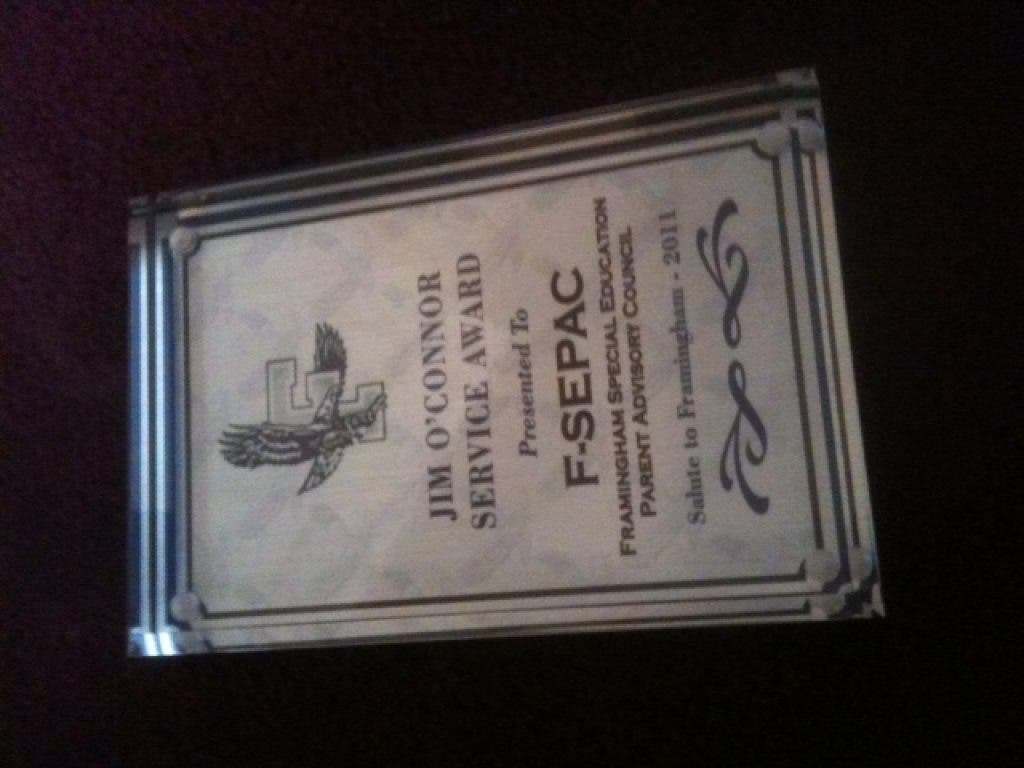 JIM O'CONNOR
SERVICE AWARD
Presented To
F-SEPAC
FRAMINGHAM SPECIAL EDUCATION
PARENT ADVISORY COUNCIL
Salute to Framingham - 2011